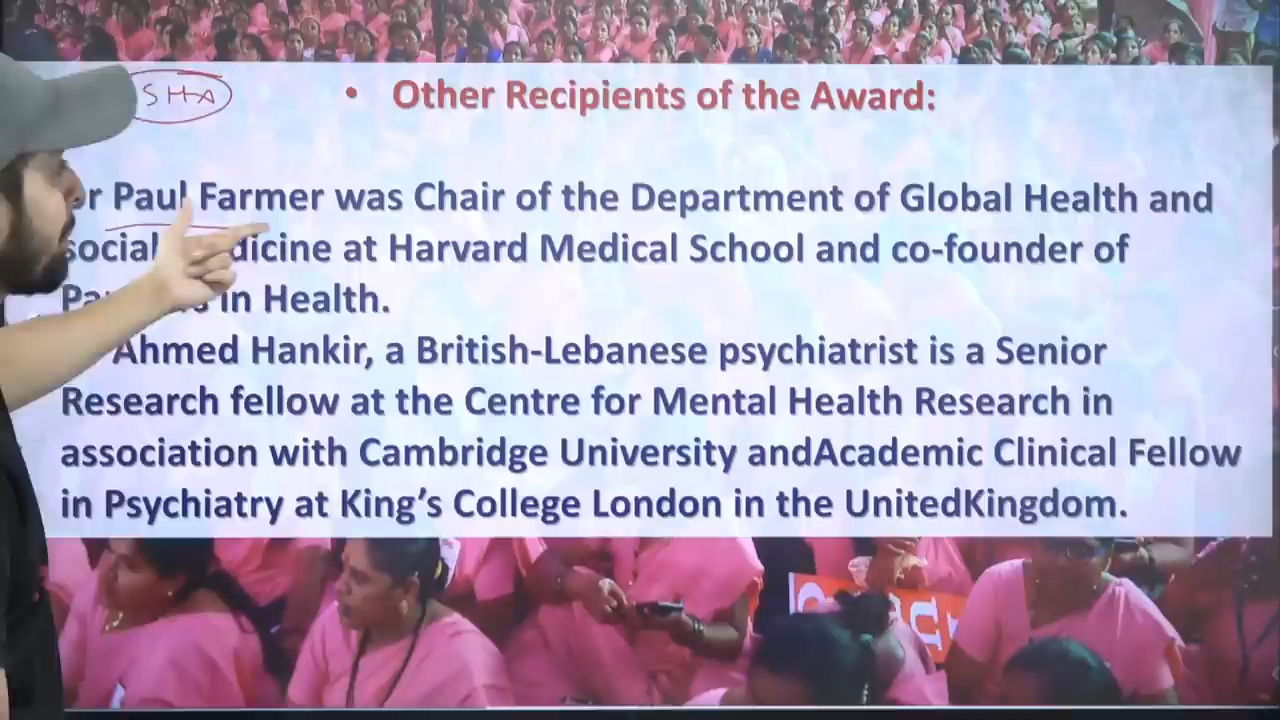 SHA
• Other Recipients of the Award:
Paul Farmer was Chair of the Department of Global Health and
social medicine at Harvard Medical School and co-founder of
in Health.
Ahmed Hankir, a British-Lebanese psychiatrist is a Senior
Research fellow at the Centre for Mental Health Research in
association with Cambridge University andAcademic Clinical Fellow
in Psychiatry at King's College London in the UnitedKingdom.